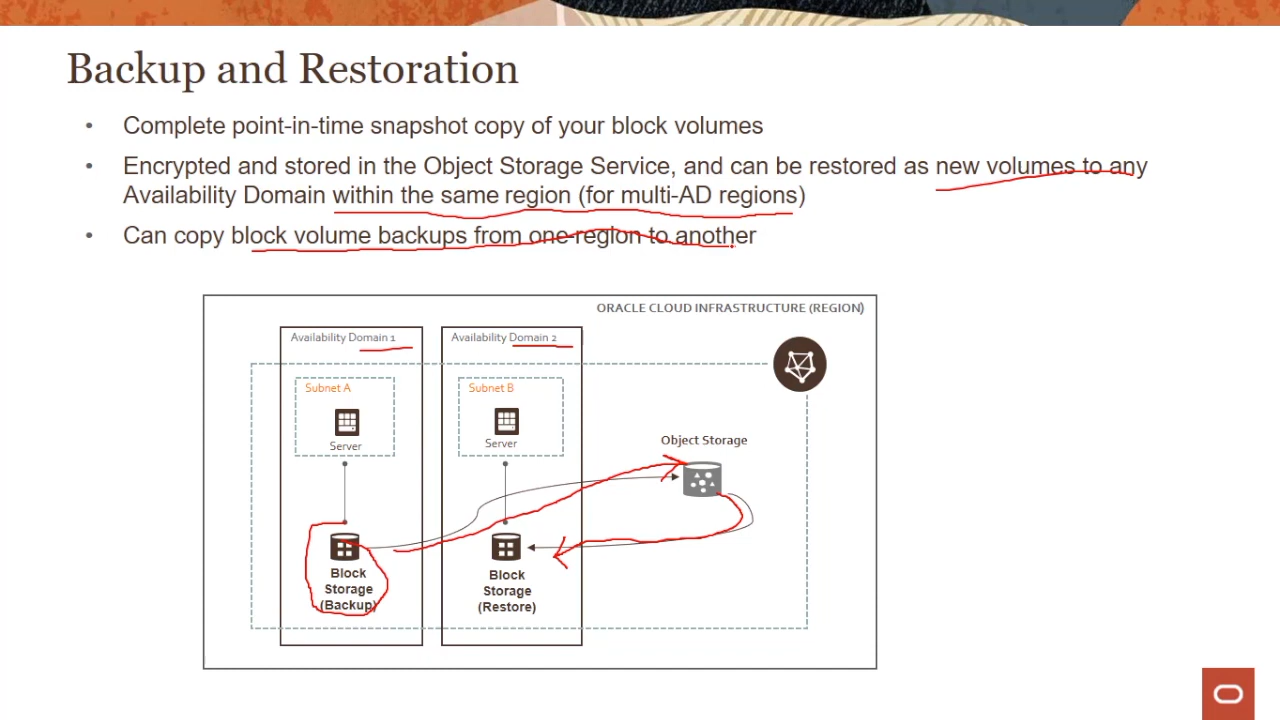 Backup and Restoration
• Complete point-in-time snapshot copy of your block volumes
• Encrypted and stored in the Object Storage Service, and can be restored as new volumes to any
Availability Domain within the same region (for multi-AD regions)
• Can copy block volume backups from one-region to another
ORACLE CLOUD INFRASTRUCTURE (REGION)
Availability Domain 1
Availability Domain 2
Subnet A
Subnet B
Server
Server
Object Storage
Block
Storage
(Backup)
Block
Storage
(Restore)